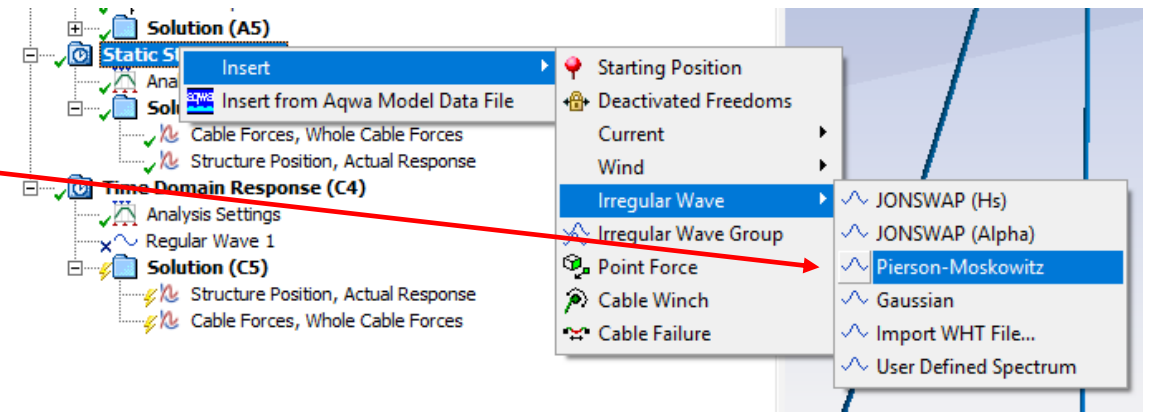 Solution (A5)
Static St
Ana
Sol
Cable Forces, Whole Cable Forces
Structure Position, Actual Response
Time Domain Response (C4)
Analysis Settings
Regular Wave 1
Solution (C5)
Structure Position, Actual Response
Cable Forces, Whole Cable Forces
Insert
Insert from Aqwa Model Data File
Starting Position
Deactivated Freedoms
Current
Wind
Irregular Wave
Irregular Wave Group
Point Force
Cable Winch
Cable Failure
JONSWAP (Hs)
JONSWAP (Alpha)
Pierson-Moskowitz
Gaussian
Import WHT File...
User Defined Spectrum